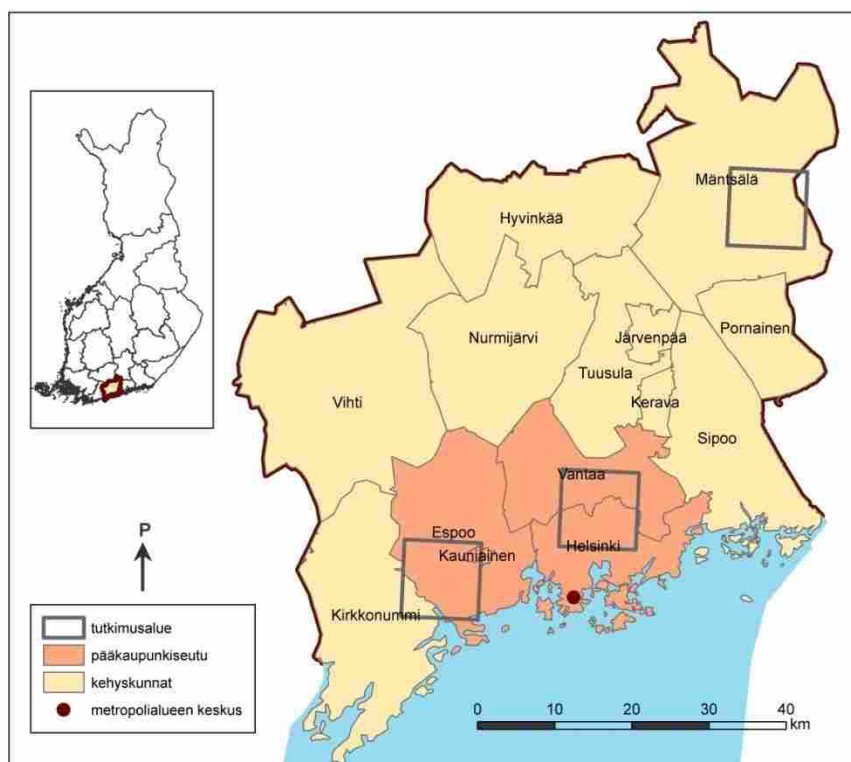 Mäntsälä
Hyvinkää
Nurmijärvi
Järvenpää
Pornainen
Tuusula
Vihti
Kerava
Sipoo
Vantaa
Espoo
Helsinki
Kauniainen
Kirkkonummi
P
tutkimusalue
pääkaupunkiseutu
kehyskunnat
metropolialueen keskus
0 10 20 30 40
km